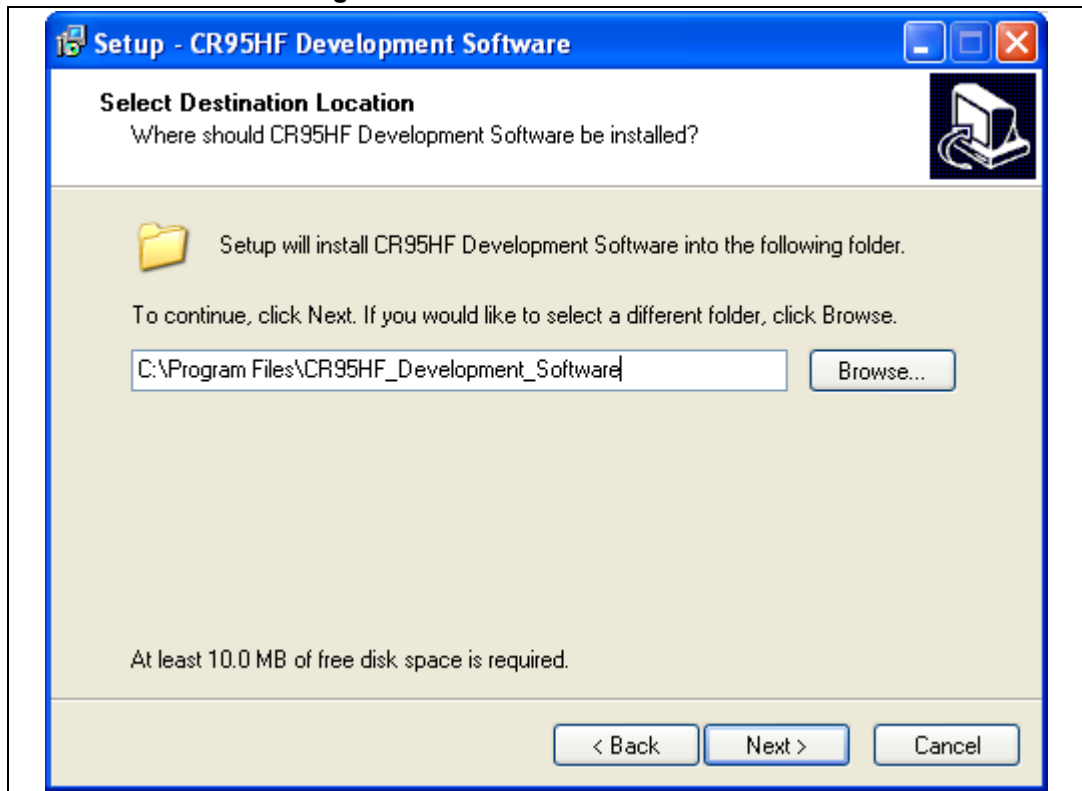 Setup - CR95HF Development Software
Select Destination Location
Where should CR95HF Development Software be installed?
Setup will install CR95HF Development Software into the following folder.
To continue, click Next. If you would like to select a different folder, click Browse.
C:\Program Files\CR95HF_Development_Software
Browse...
At least 10.0 MB of free disk space is required.
< Back
Next >
Cancel